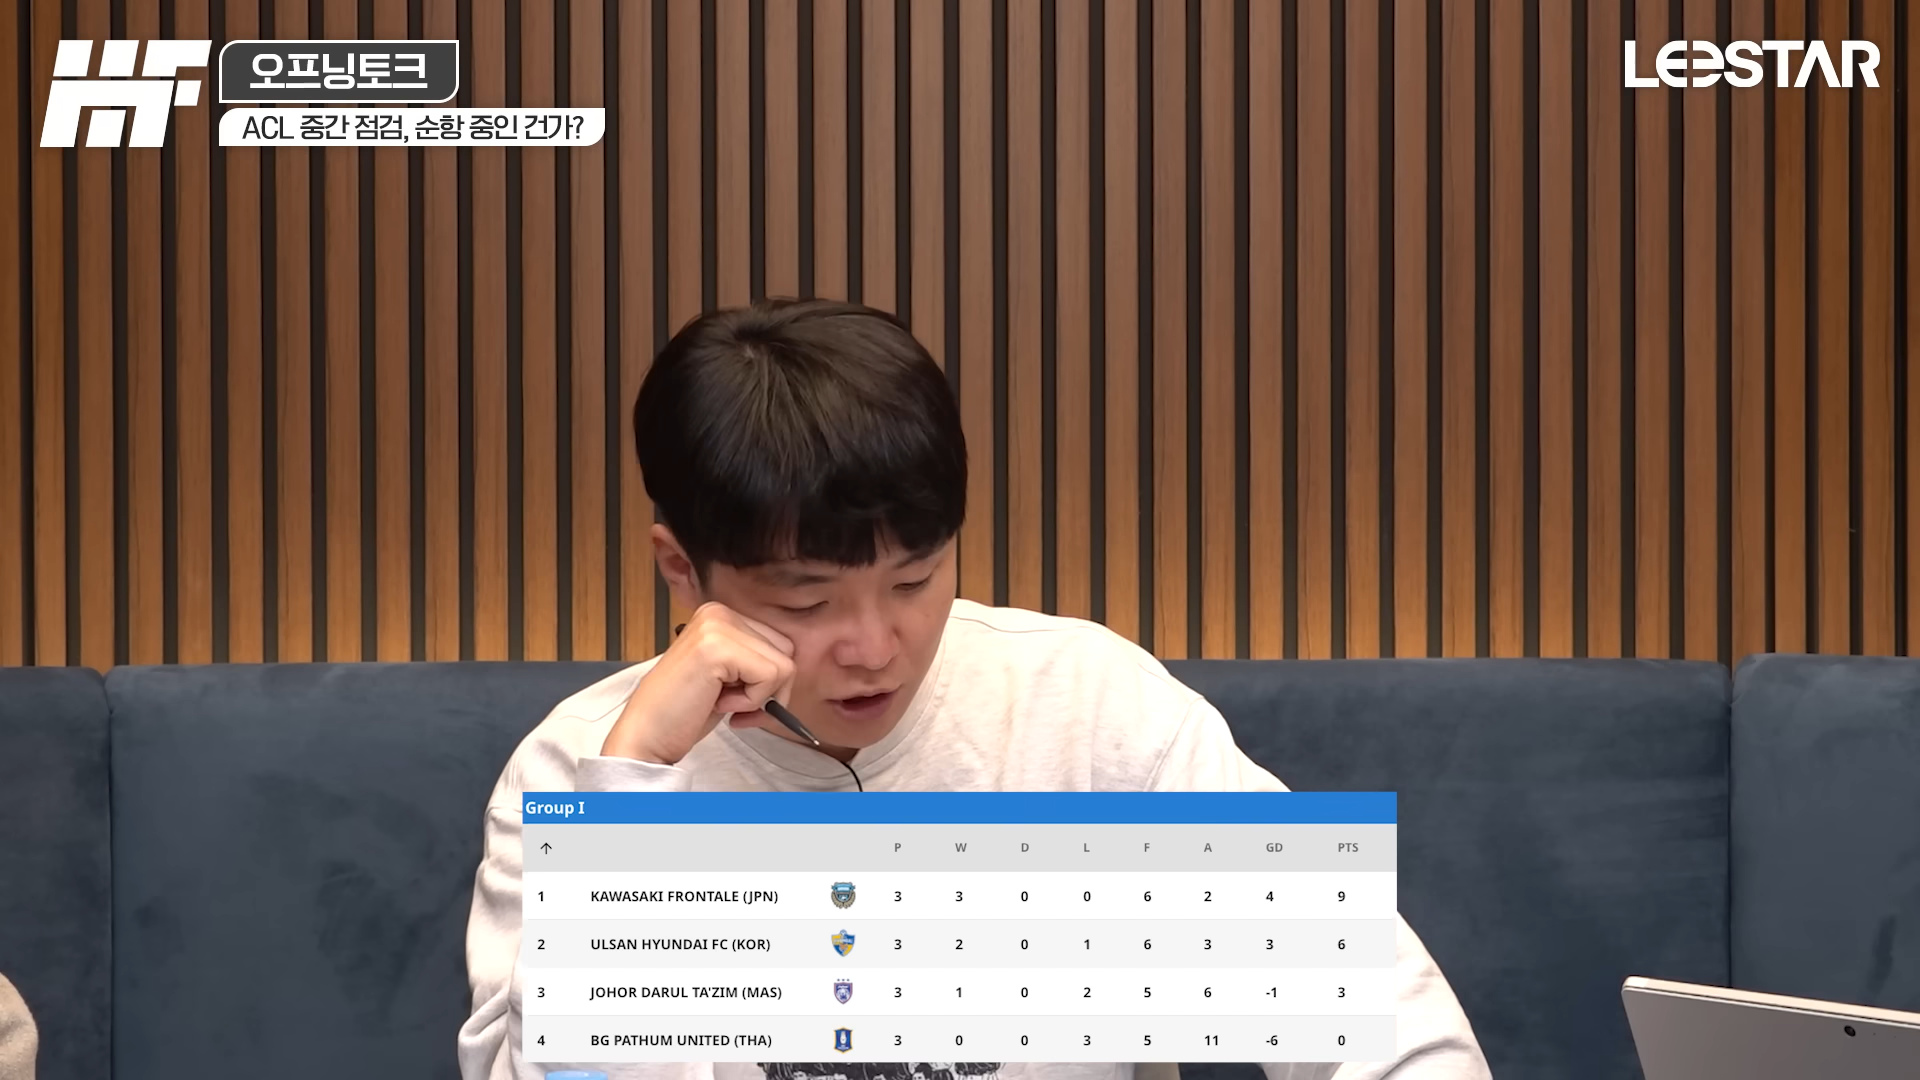 HF
오프닝토크
ACL 중간 점검, 순항 중인 건가?
LEESTAR
Group I
↑ P W D L F A GD PTS
1 KAWASAKI FRONTALE (JPN) 3 3 0 0 6 2 4 9
2 ULSAN HYUNDAI FC (KOR) 3 2 0 1 6 3 3 6
3 JOHOR DARUL TA'ZIM (MAS) 3 1 0 2 5 6 -1 3
4 BG PATHUM UNITED (THA) 3 0 0 3 5 11 -6 0